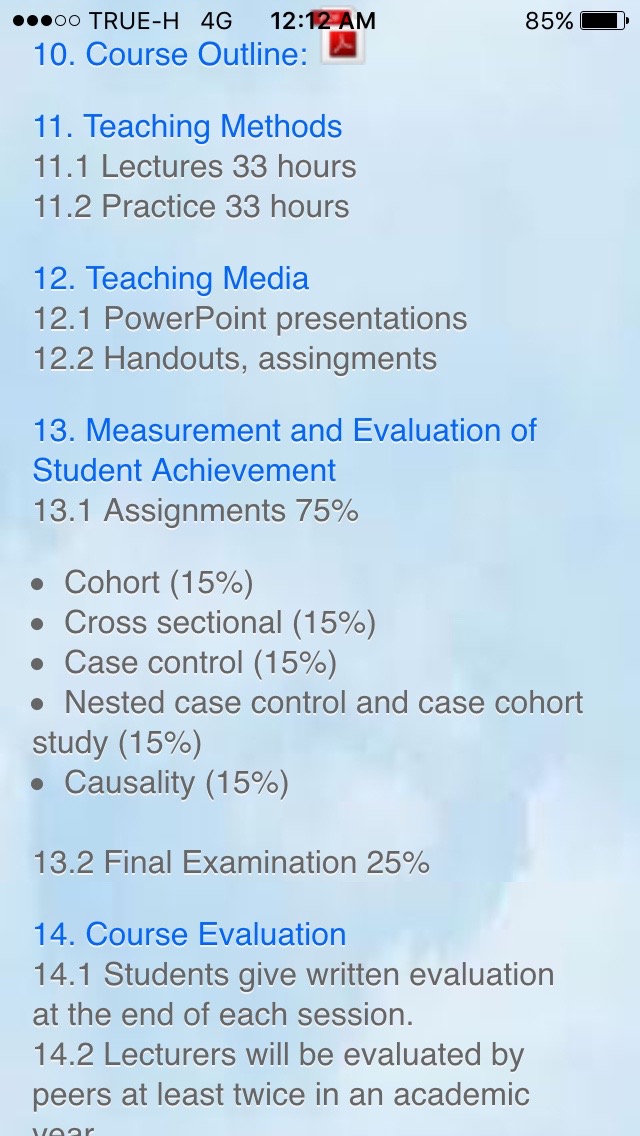 ●●●○○ TRUE-H 4G 12:12 AM 85%
10. Course Outline:
11. Teaching Methods
11.1 Lectures 33 hours
11.2 Practice 33 hours
12. Teaching Media
12.1 PowerPoint presentations
12.2 Handouts, assingments
13. Measurement and Evaluation of
Student Achievement
13.1 Assignments 75%
• Cohort (15%)
• Cross sectional (15%)
• Case control (15%)
• Nested case control and case cohort
study (15%)
• Causality (15%)
13.2 Final Examination 25%
14. Course Evaluation
14.1 Students give written evaluation
at the end of each session.
14.2 Lecturers will be evaluated by
peers at least twice in an academic
year